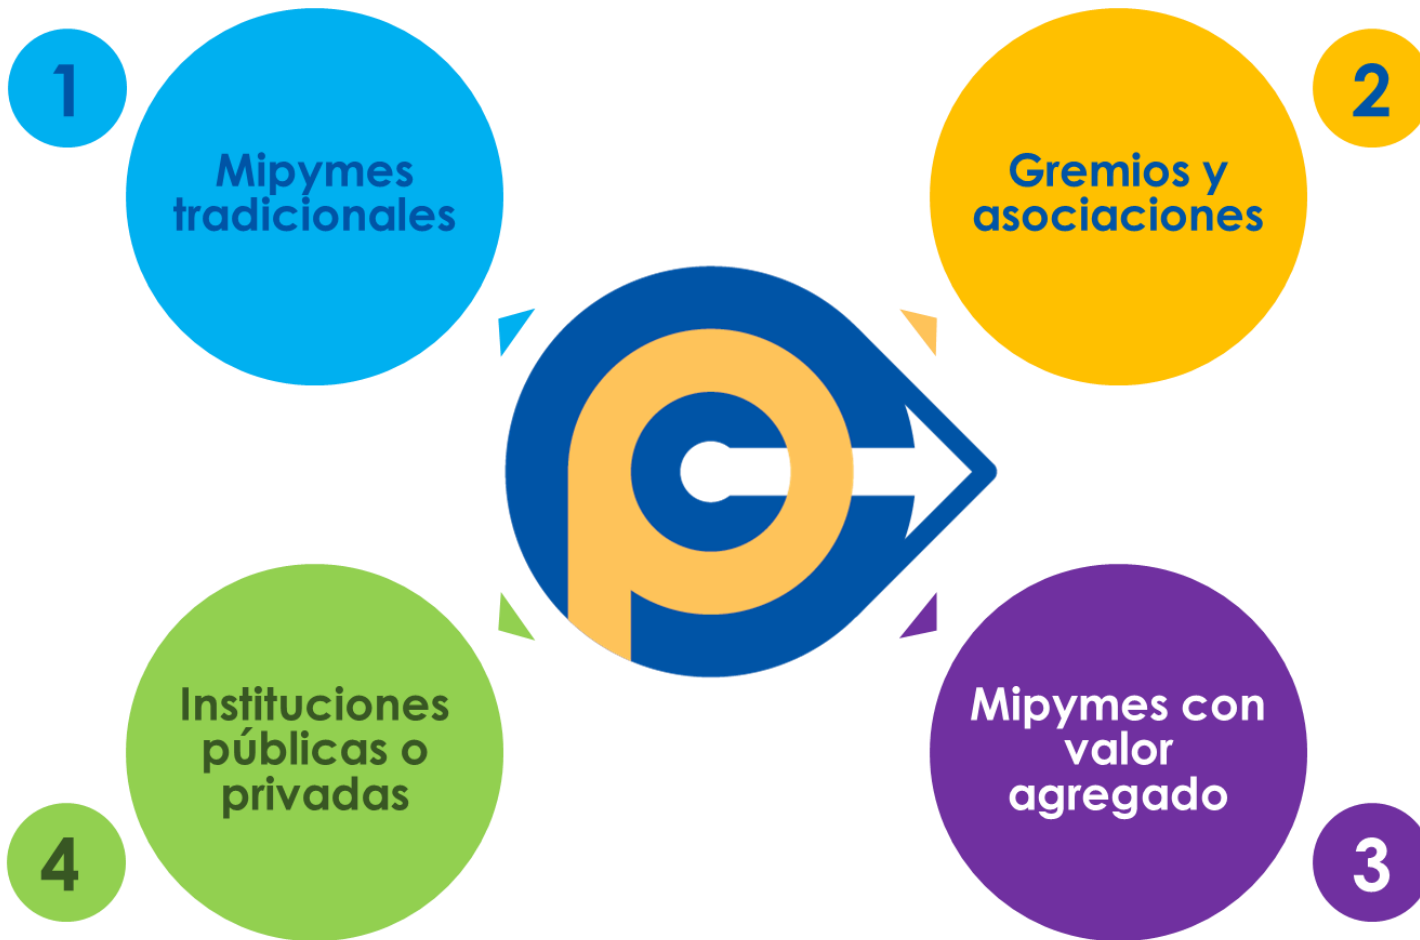 1
Mipymes
tradicionales
2
Gremios y
asociaciones
3
Mipymes con
valor
agregado
4
Instituciones
públicas o
privadas